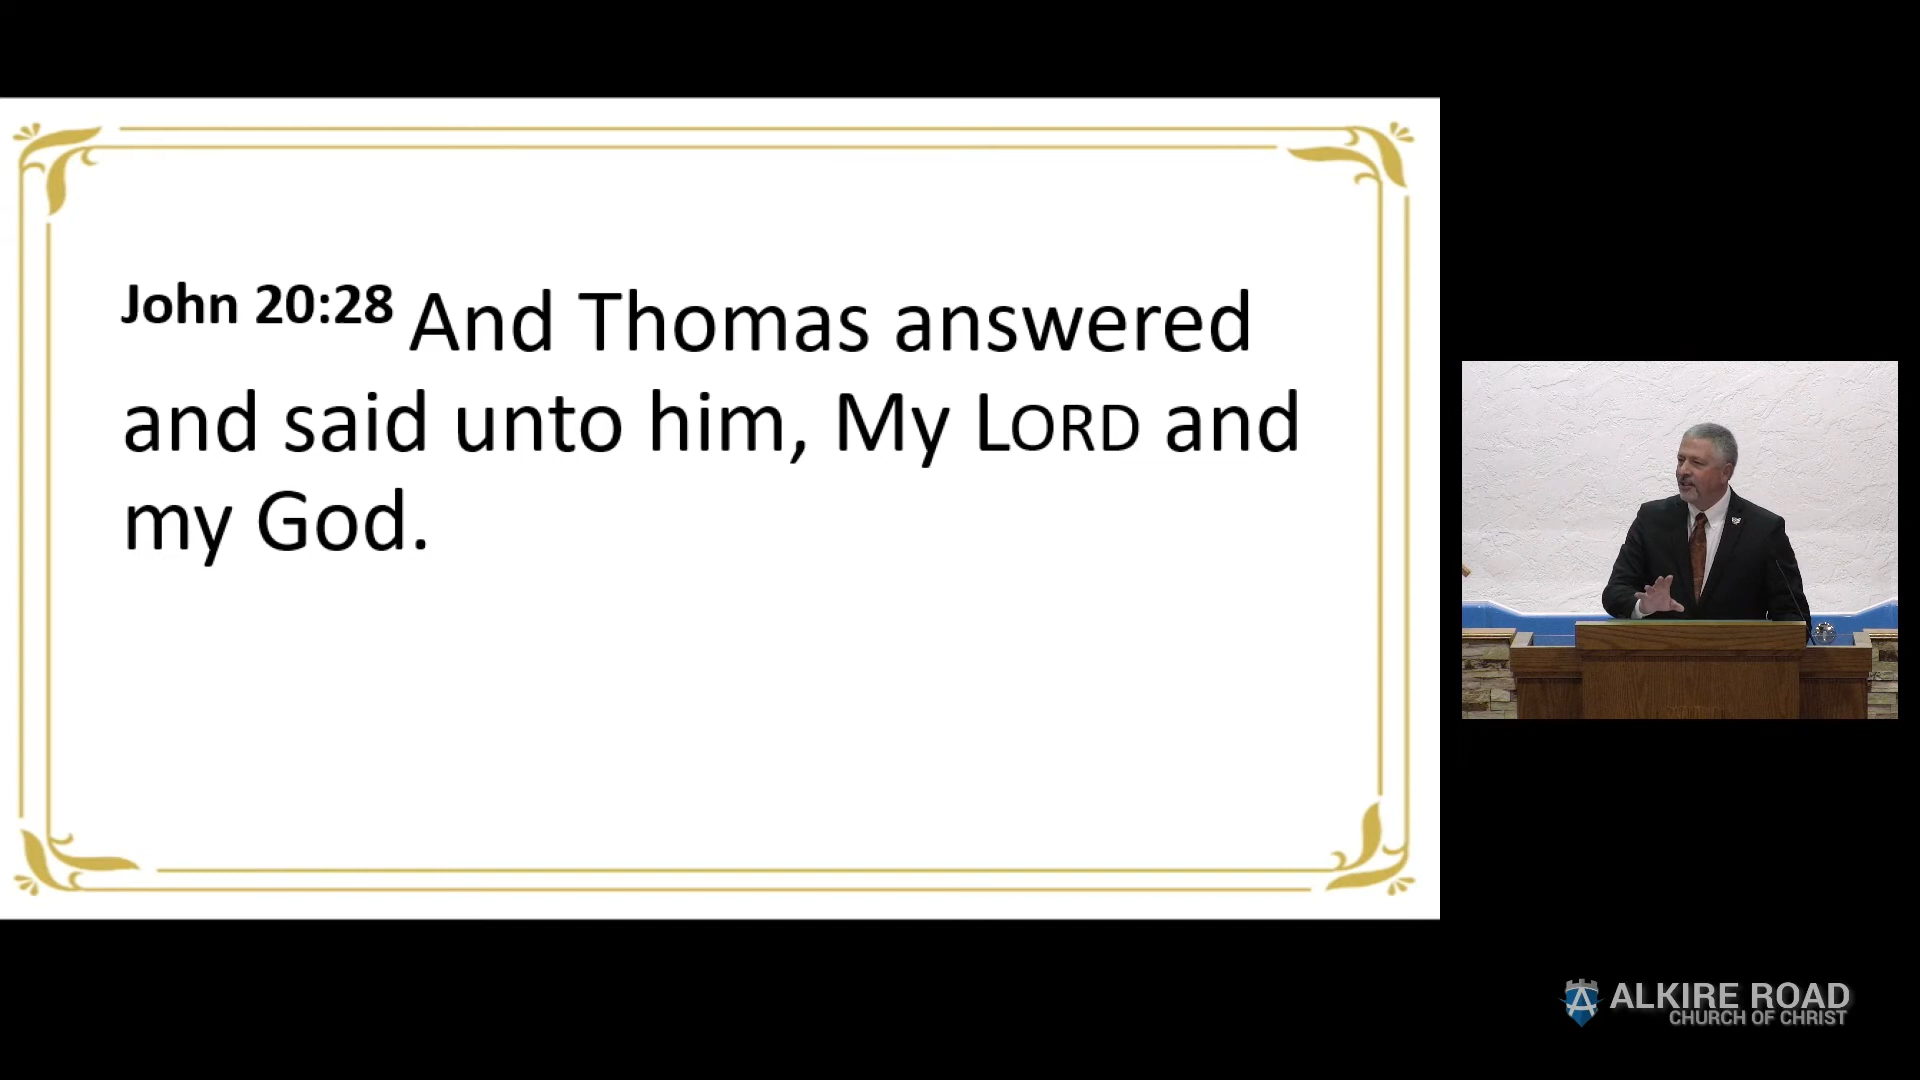 John 20:28 And Thomas answered
and said unto him, My LORD and
my God.
ALKIRE ROAD
CHURCH OF CHRIST